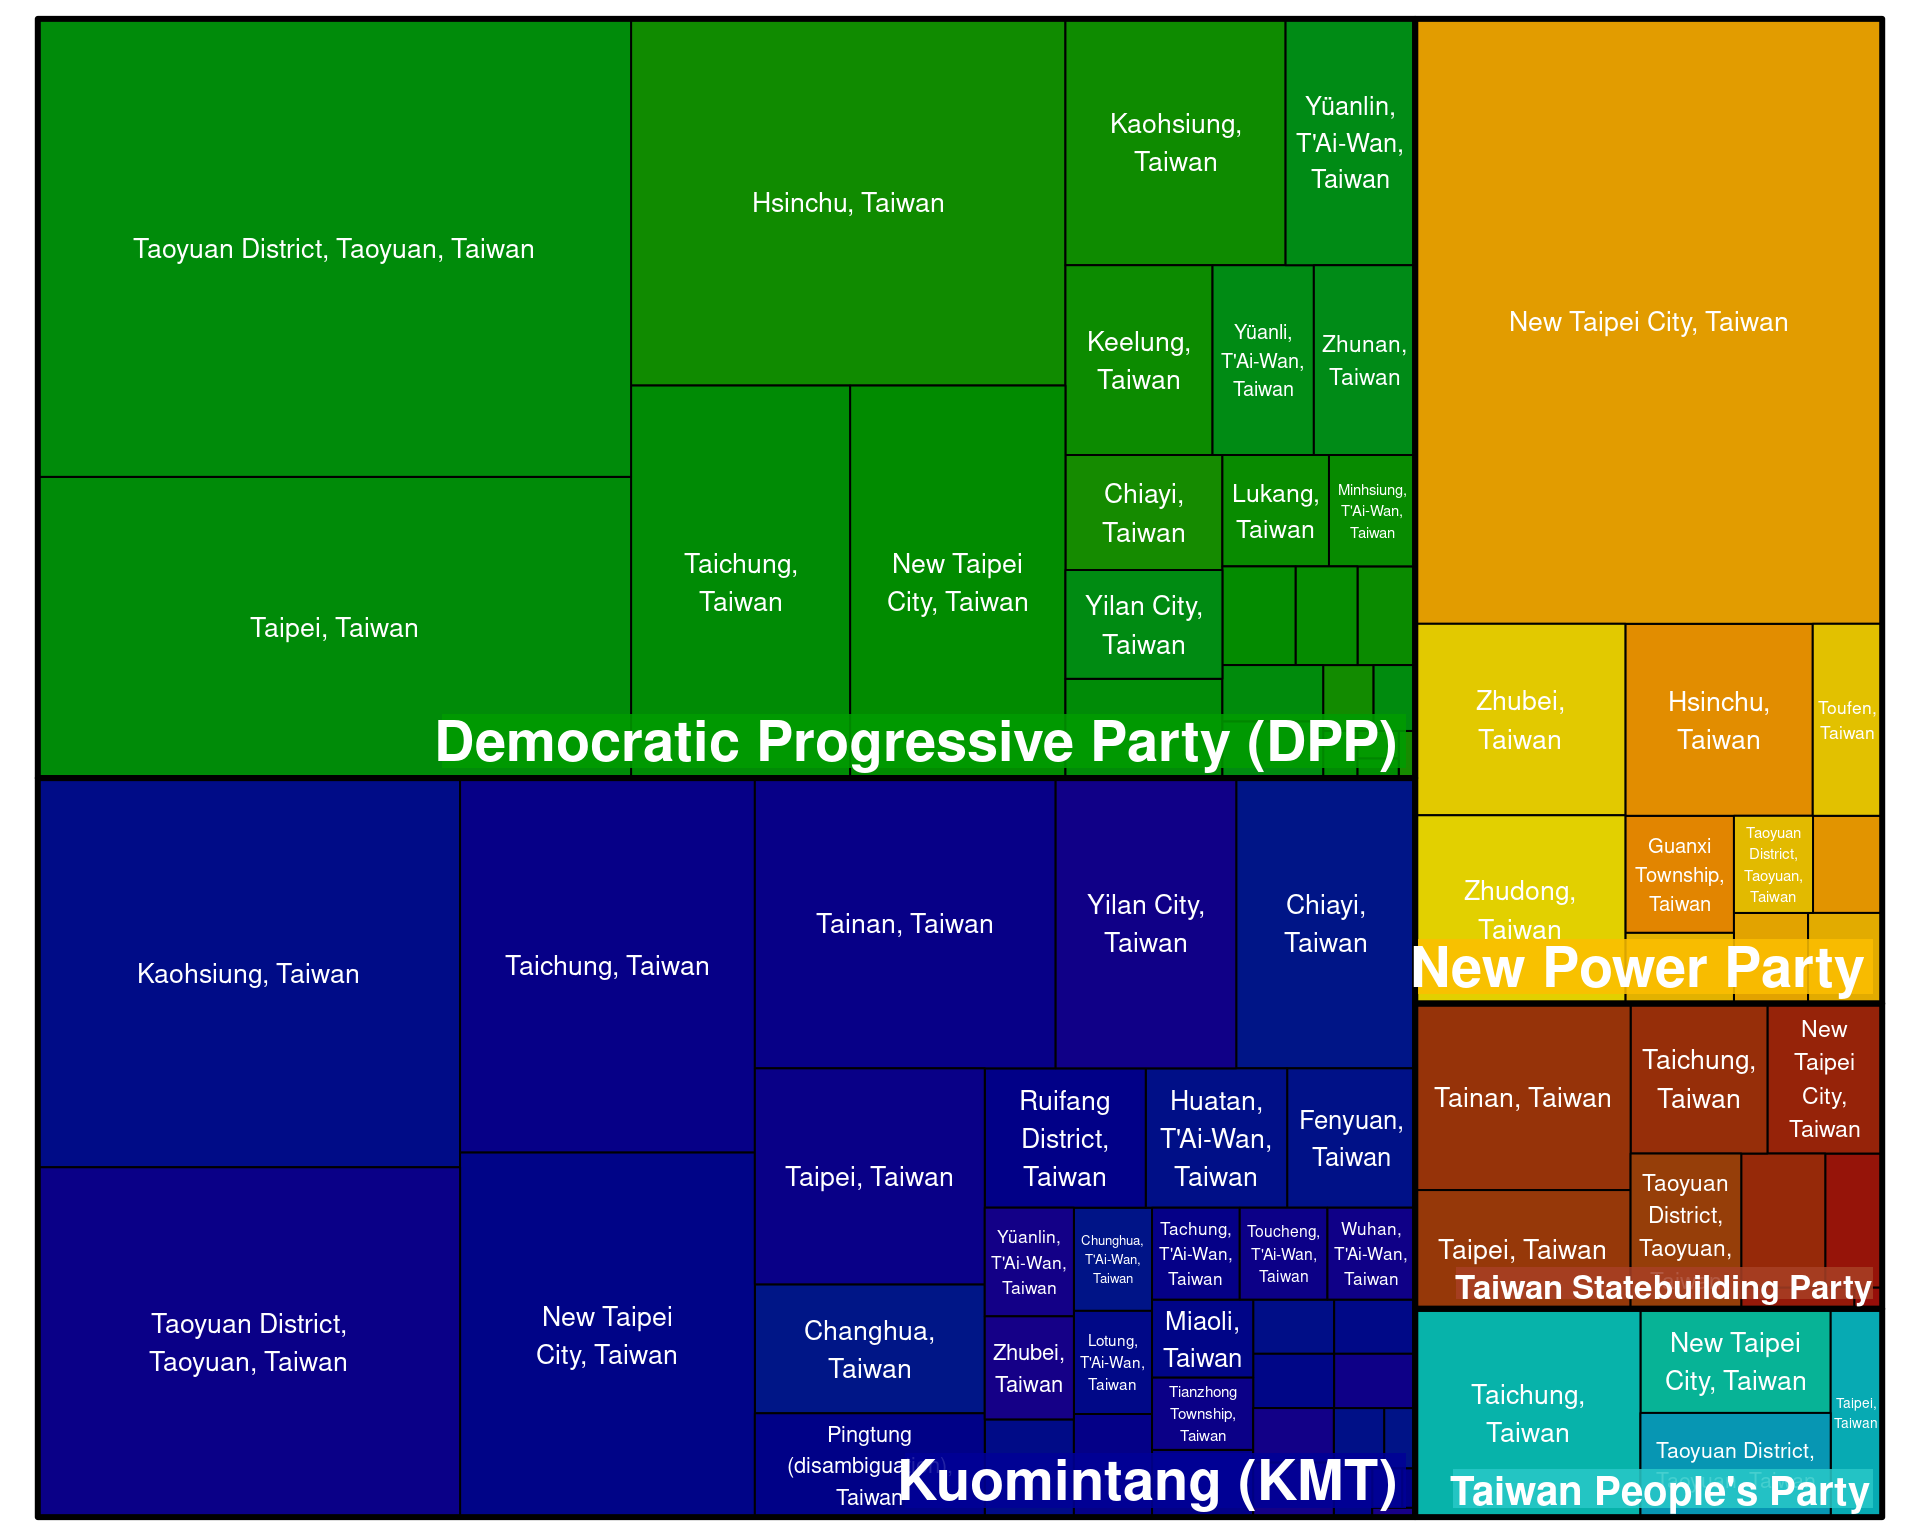 Taoyuan District, Taoyuan, Taiwan
Taipei, Taiwan
Hsinchu, Taiwan
Taichung,
Taiwan
New Taipei
City, Taiwan
Kaohsiung,
Taiwan
Yüanlin,
T'Ai-Wan,
Taiwan
Keelung,
Taiwan
Yüanli,
T'Ai-Wan,
Taiwan
Zhunan,
Taiwan
Chiayi,
Taiwan
Lukang,
Taiwan
Minhsiung,
T'Ai-Wan,
Taiwan
Yilan City,
Taiwan
Democratic Progressive Party (DPP)
Kaohsiung, Taiwan
Taoyuan District,
Taoyuan, Taiwan
Taichung, Taiwan
New Taipei
City, Taiwan
Tainan, Taiwan
Yilan City,
Taiwan
Chiayi,
Taiwan
Taipei, Taiwan
Ruifang
District,
Taiwan
Huatan,
T'Ai-Wan,
Taiwan
Fenyuan,
Taiwan
Changhua,
Taiwan
Pingtung
(disambiguation)
Taiwan
Yüanlin,
T'Ai-Wan,
Taiwan
Chunghua,
T'Ai-Wan,
Taiwan
Tachung,
T'Ai-Wan,
Taiwan
Toucheng,
T'Ai-Wan,
Taiwan
Wuhan,
T'Ai-Wan,
Taiwan
Zhubei,
Taiwan
Lotung,
T'Ai-Wan,
Taiwan
Miaoli,
Taiwan
Tianzhong
Township,
Taiwan
Kuomintang (KMT)
New Taipei City, Taiwan
Zhubei,
Taiwan
Hsinchu,
Taiwan
Toufen,
Taiwan
Zhudong,
Taiwan
Guanxi
Township,
Taiwan
Taoyuan
District,
Taoyuan,
Taiwan
New Power Party
Tainan, Taiwan
Taichung,
Taiwan
New
Taipei
City,
Taiwan
Taipei, Taiwan
Taoyuan
District,
Taoyuan,
Taiwan Statebuilding Party
Taichung,
Taiwan
New Taipei
City, Taiwan
Taipei,
Taiwan
Taoyuan District,
Taiwan People's Party